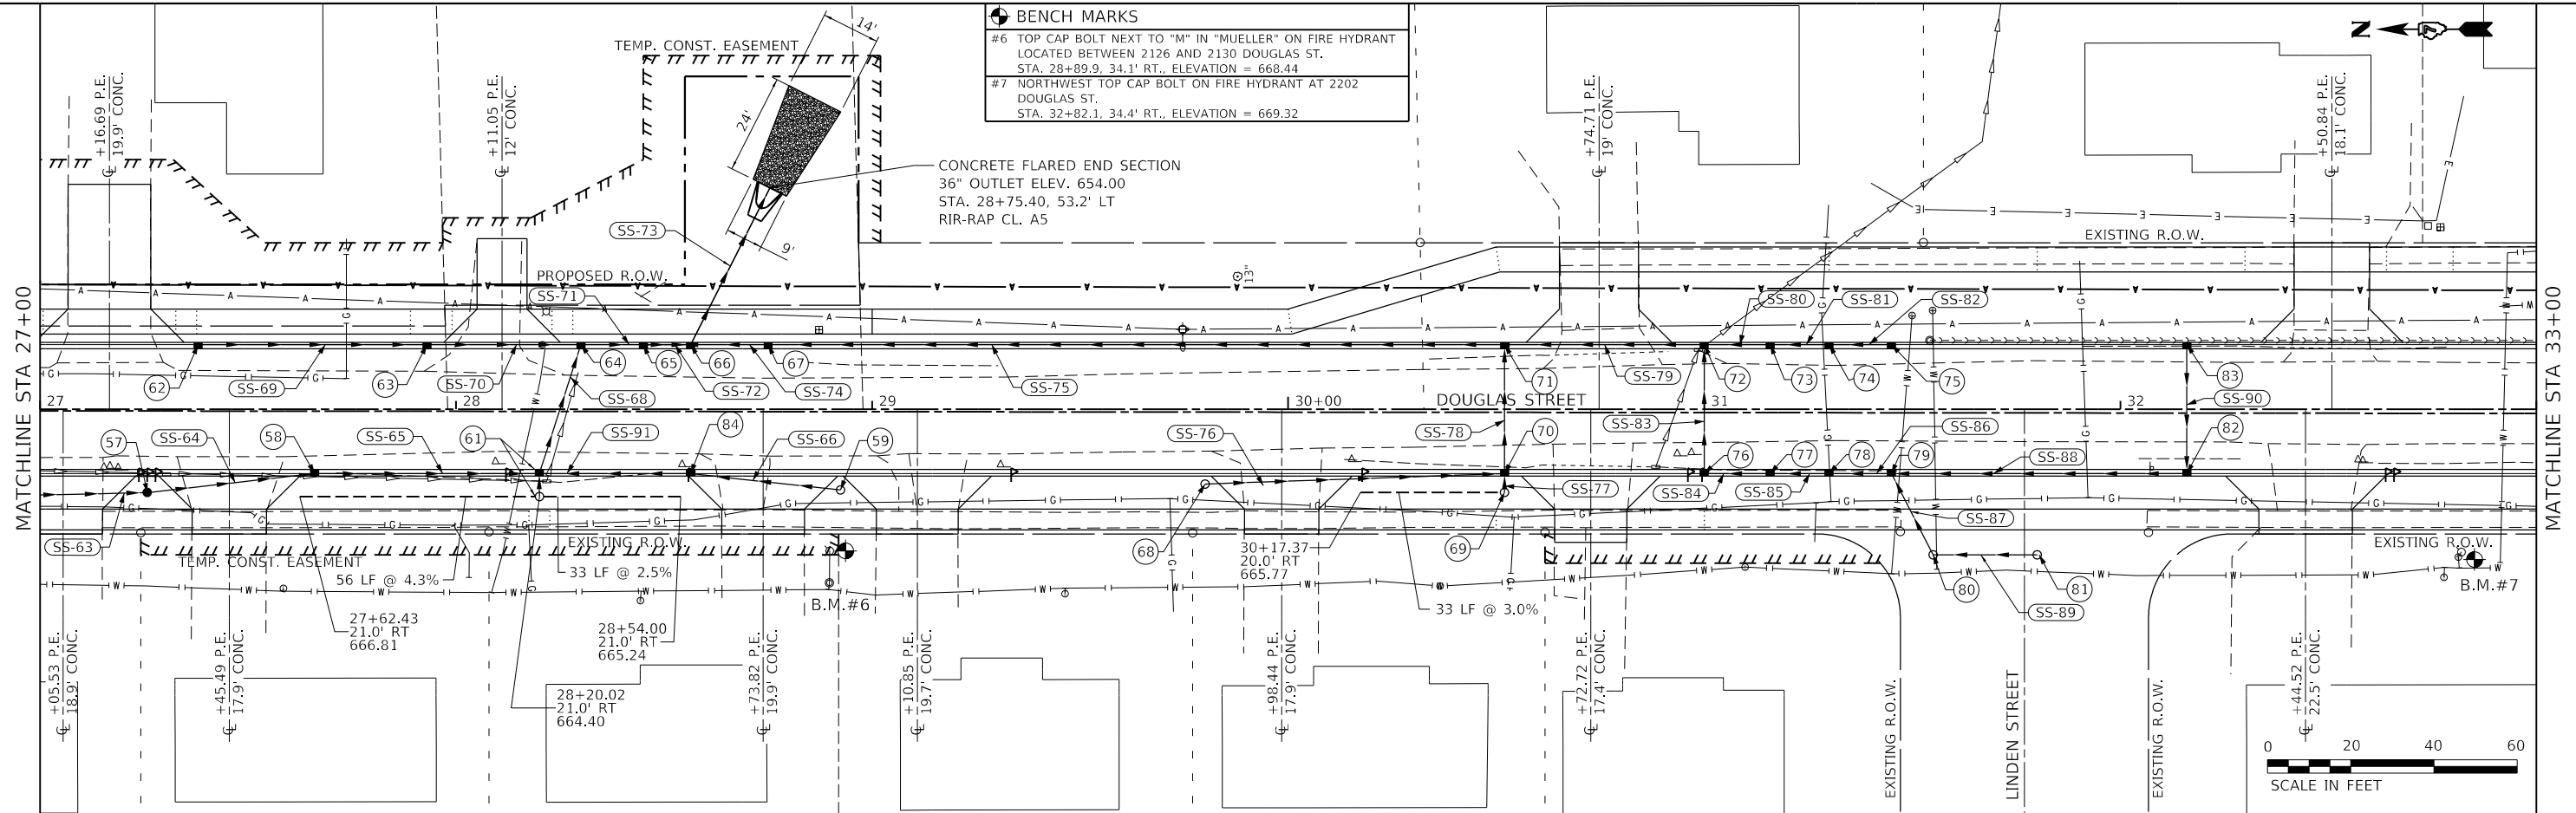 BENCH MARKS
#6 TOP CAP BOLT NEXT TO "M" IN "MUELLER" ON FIRE HYDRANT
LOCATED BETWEEN 2126 AND 2130 DOUGLAS ST.
STA. 28+89.9, 34.1' RT., ELEVATION = 668.44
#7 NORTHWEST TOP CAP BOLT ON FIRE HYDRANT AT 2202
DOUGLAS ST.
STA. 32+82.1, 34.4' RT., ELEVATION = 669.32
N
TEMP. CONST. EASEMENT
14'
24'
9'
+16.69 P.E.
19.9' CONC.
+11.05 P.E.
12' CONC.
+74.71 P.E.
19' CONC.
+50.84 P.E.
18.1' CONC.
CONCRETE FLARED END SECTION
36" OUTLET ELEV. 654.00
STA. 28+75.40, 53.2' LT
RIR-RAP CL. A5
SS-73
EXISTING R.O.W.
PROPOSED R.O.W.
13"
SS-71
SS-80
SS-81
SS-82
MATCHLINE STA 27+00
MATCHLINE STA 33+00
62
SS-69
63
SS-70
SS-68
64
65
SS-72
66
SS-74
67
SS-75
71
SS-79
72
73
74
75
83
27
28
29
30+00
DOUGLAS STREET
31
32
SS-90
57
SS-64
58
SS-65
61
SS-91
84
SS-66
59
SS-76
SS-78
70
SS-83
76
77
78
SS-86
79
SS-88
82
SS-63
68
69
SS-77
SS-84
SS-85
SS-87
80
81
SS-89
TEMP. CONST. EASEMENT
EXISTING R.O.W.
56 LF @ 4.3%
33 LF @ 2.5%
B.M.#6
30+17.37
20.0' RT
665.77
33 LF @ 3.0%
EXISTING R.O.W.
B.M.#7
27+62.43
21.0' RT
666.81
28+54.00
21.0' RT
665.24
28+20.02
21.0' RT
664.40
+05.53 P.E.
18.9' CONC.
+45.49 P.E.
17.9' CONC.
+73.82 P.E.
19.9' CONC.
+10.85 P.E.
19.7' CONC.
+98.44 P.E.
17.9' CONC.
+72.72 P.E.
17.4' CONC.
+44.52 P.E.
22.5' CONC.
EXISTING R.O.W.
LINDEN STREET
EXISTING R.O.W.
0 20 40 60
SCALE IN FEET